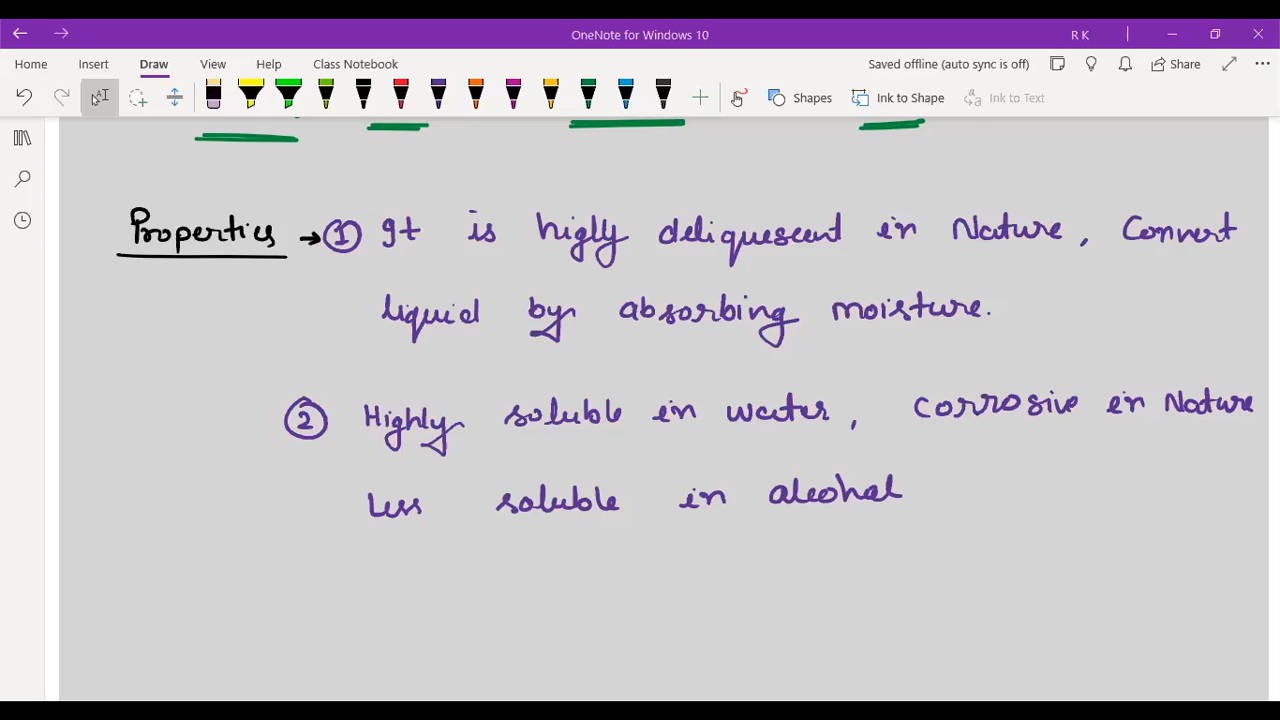 OneNote for Windows 10
R K
Home Insert Draw View Help Class Notebook
Saved offline (auto sync is off) Share
Shapes Ink to Shape Ink to Text
Properties → ① It is higly deliquescent in Nature, Convert
liquid by absorbing moisture.
② Highly soluble in water, corrosive in Nature
Less soluble in alcohal